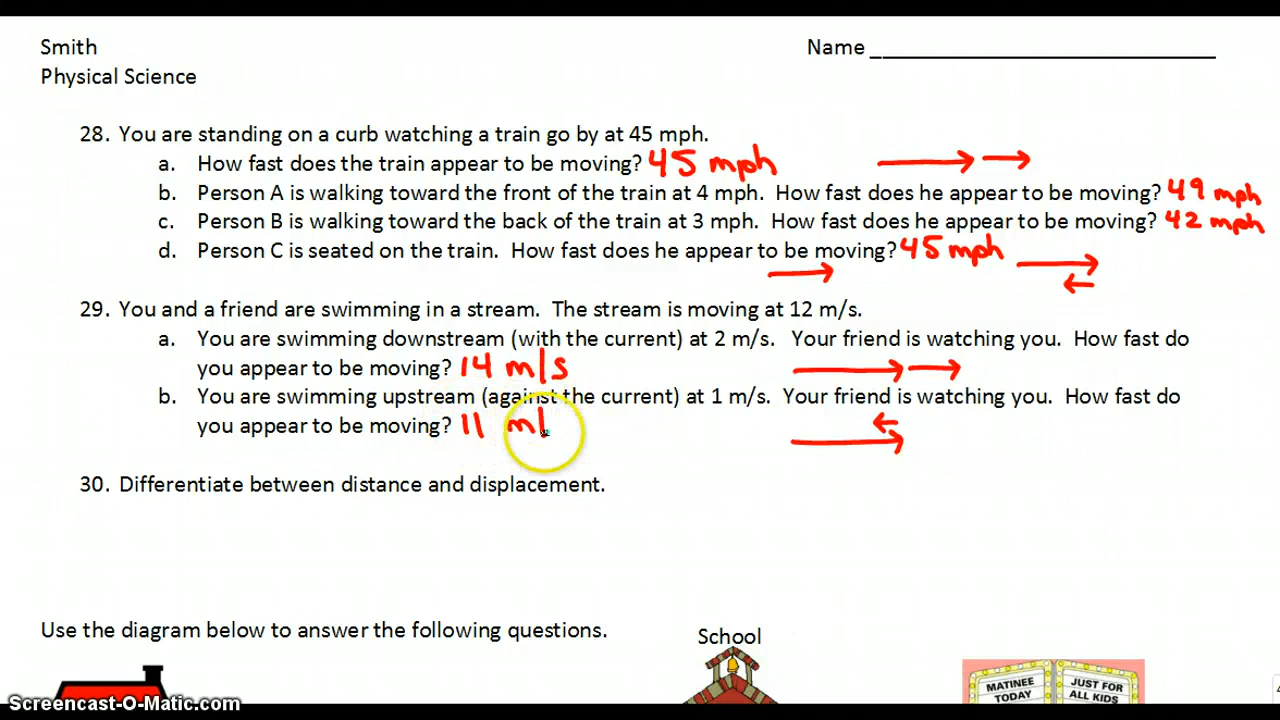 Smith
Name
Physical Science
28. You are standing on a curb watching a train go by at 45 mph.
a. How fast does the train appear to be moving? 45 mph
b. Person A is walking toward the front of the train at 4 mph. How fast does he appear to be moving? 49 mph
c. Person B is walking toward the back of the train at 3 mph. How fast does he appear to be moving? 42 mph
d. Person C is seated on the train. How fast does he appear to be moving? 45 mph
29. You and a friend are swimming in a stream. The stream is moving at 12 m/s.
a. You are swimming downstream (with the current) at 2 m/s. Your friend is watching you. How fast do
you appear to be moving? 14 m/s
b. You are swimming upstream (against the current) at 1 m/s. Your friend is watching you. How fast do
you appear to be moving? 11 m/
30. Differentiate between distance and displacement.
Use the diagram below to answer the following questions.
School
MATINEE TODAY
JUST FOR ALL KIDS
Screencast-O-Matic.com